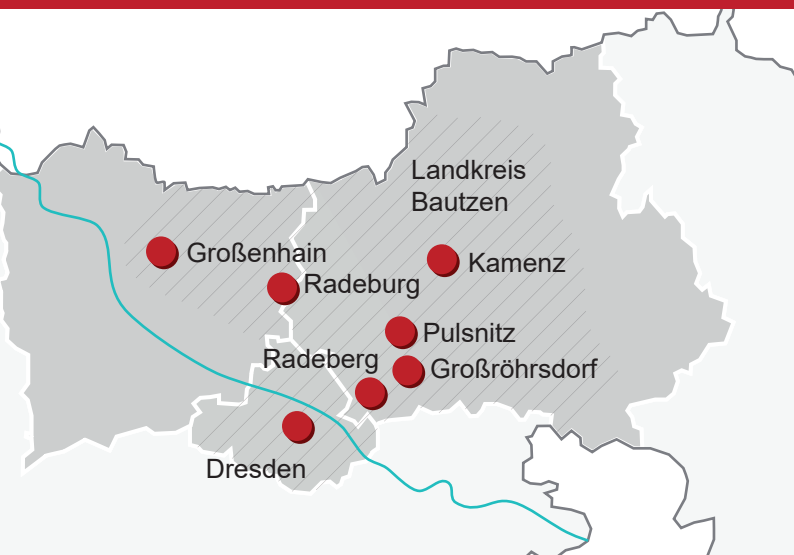 Landkreis
Bautzen
Großenhain
Kamenz
Radeburg
Pulsnitz
Radeberg
Großröhrsdorf
Dresden